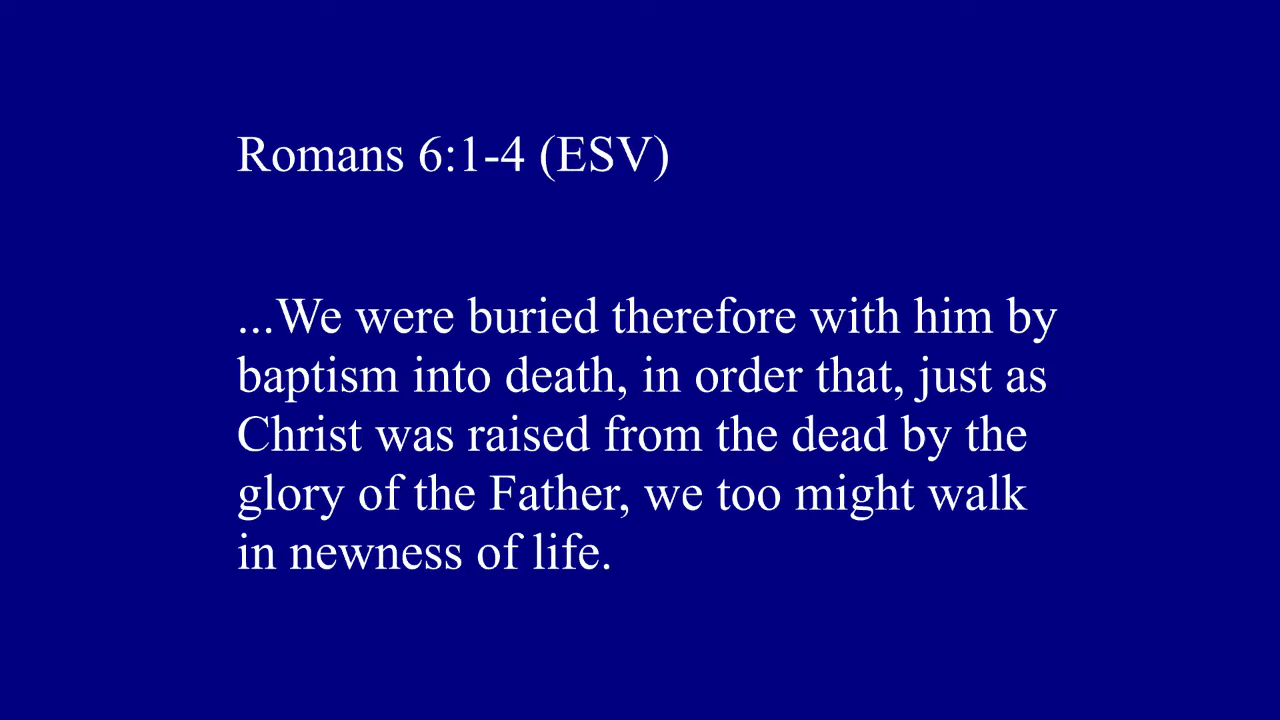 Romans 6:1-4 (ESV)
...We were buried therefore with him by
baptism into death, in order that, just as
Christ was raised from the dead by the
glory of the Father, we too might walk
in newness of life.